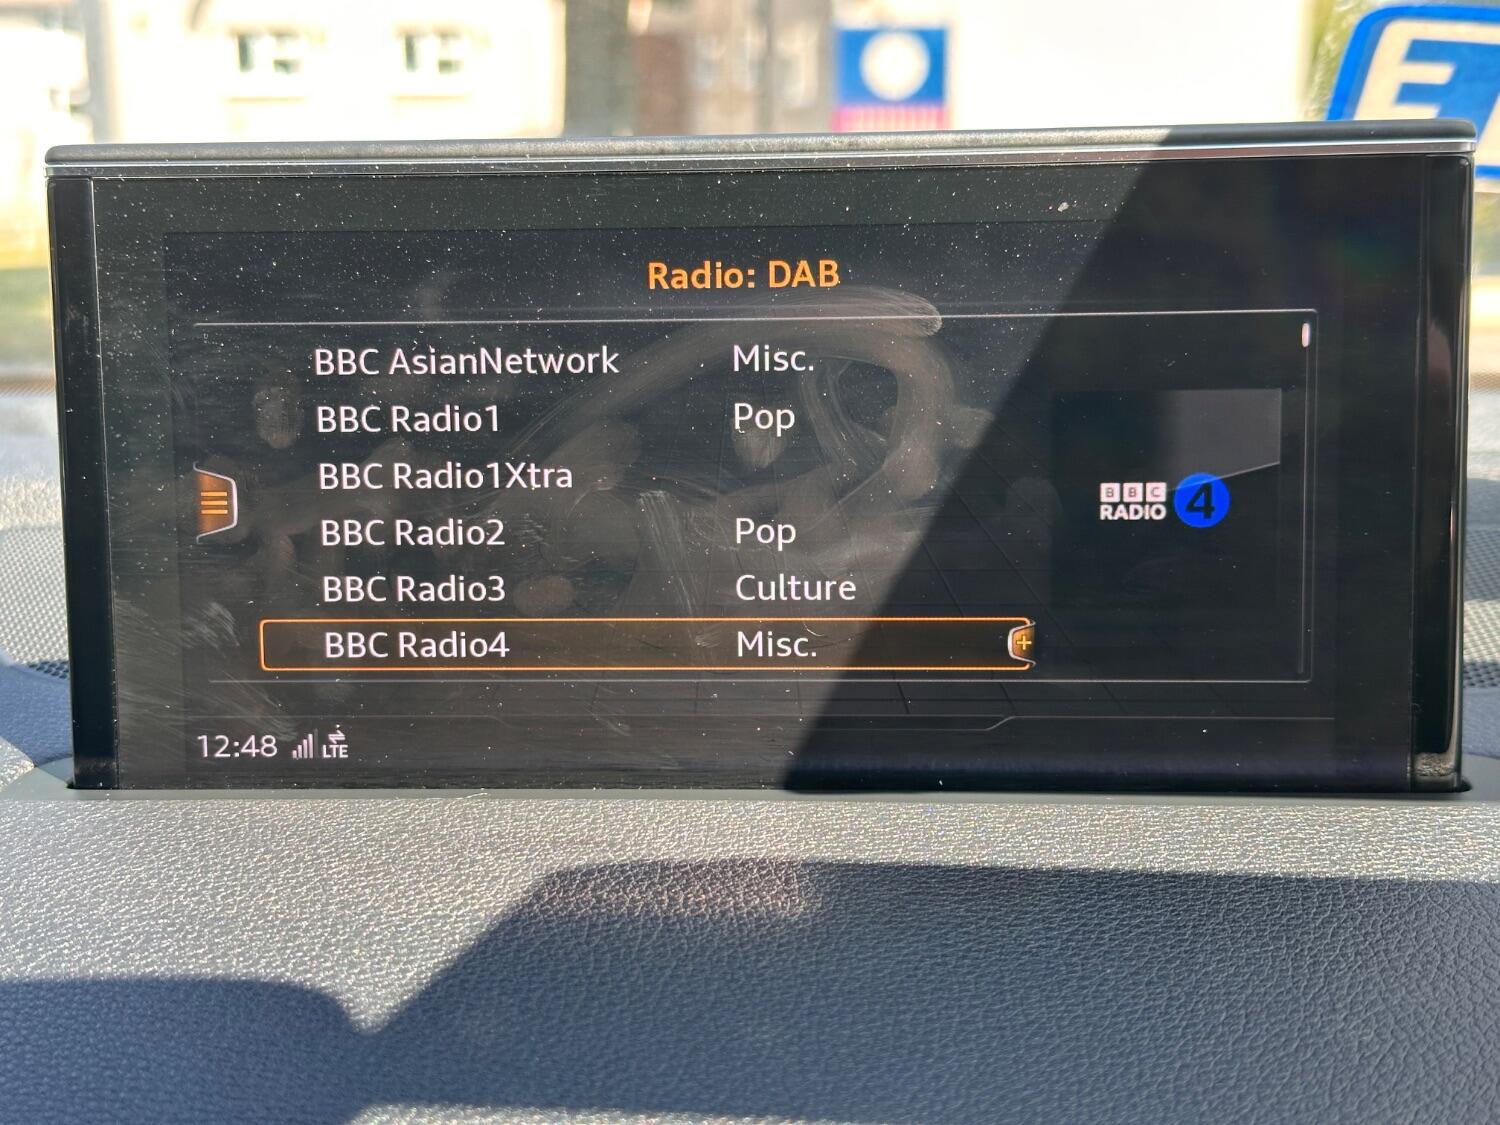 Radio: DAB
BBC AsianNetwork Misc.
BBC Radio1 Pop
BBC Radio1Xtra
BBC Radio2 Pop
BBC Radio3 Culture
BBC Radio4 Misc.
BBC
RADIO 4
12:48 LTE
E